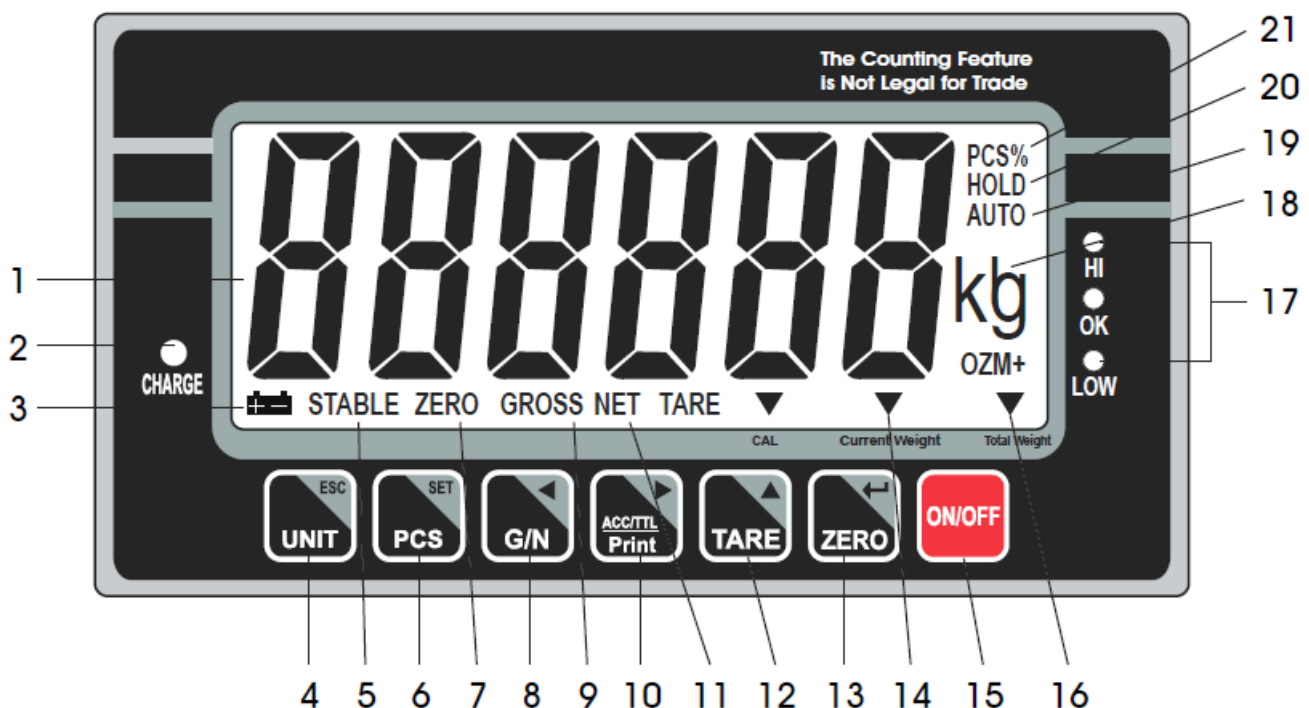 The Counting Feature
is Not Legal for Trade
21
20
19
18
17
PCS%
HOLD
AUTO
888888
kg
OZM+
HI
OK
LOW
1
2
3
CHARGE
STABLE ZERO GROSS NET TARE
CAL Current Weight Total Weight
ESC
UNIT
SET
PCS
G/N
ACC/TTL
Print
TARE
ZERO
ON/OFF
4 5 6 7 8 9 10 11 12 13 14 15 16